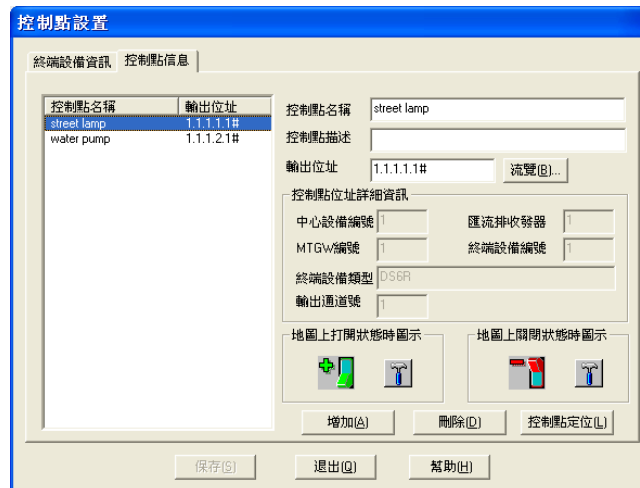 控制點設置
終端設備資訊 控制點信息
控制點名稱 輸出位址
street lamp 1.1.1.1.1#
water pump 1.1.1.2.1#
控制點名稱 street lamp
控制點描述
輸出位址 1.1.1.1.1# 流覽(B)...
控制點位址詳細資訊
中心設備編號 1 匯流排收發器 1
MTGW編號 1 終端設備編號 1
終端設備類型 DS6R
輸出通道號 1
地圖上打開狀態時圖示 地圖上關閉狀態時圖示
增加(A) 刪除(D) 控制點定位(L)
保存(S) 退出(Q) 幫助(H)